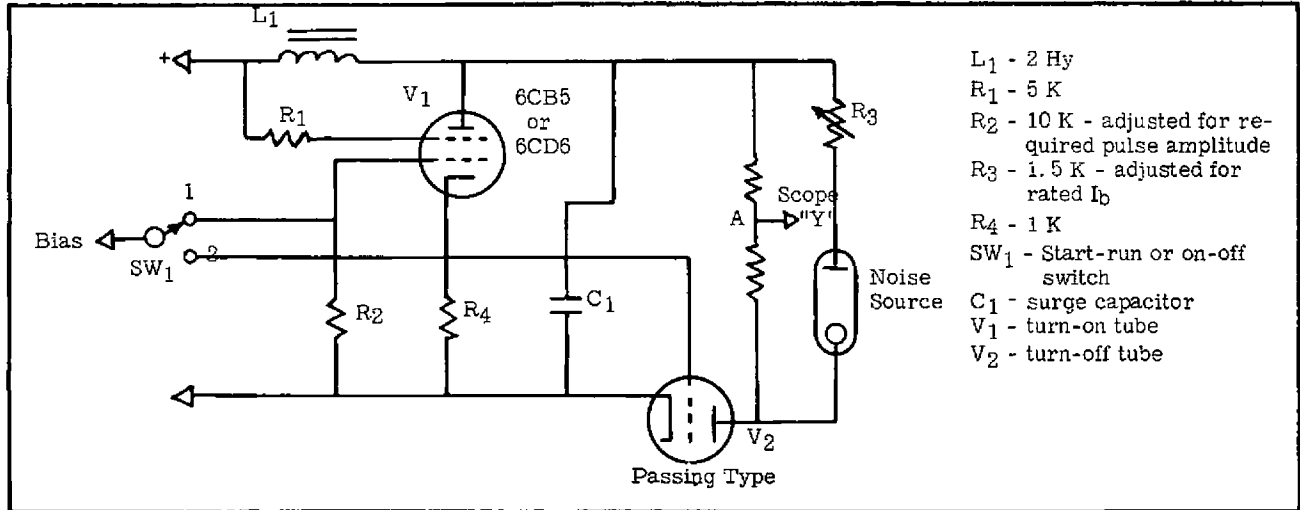 L1
+
V1
6CB5
or
6CD6
R1
R3
1
Scope
A
"Y"
Bias
2
SW1
R2
R4
C1
Noise
Source
V2
Passing Type
L1 - 2 Hy
R1 - 5 K
R2 - 10 K - adjusted for re-
quired pulse amplitude
R3 - 1.5 K - adjusted for
rated Ib
R4 - 1 K
SW1 - Start-run or on-off
switch
C1 - surge capacitor
V1 - turn-on tube
V2 - turn-off tube